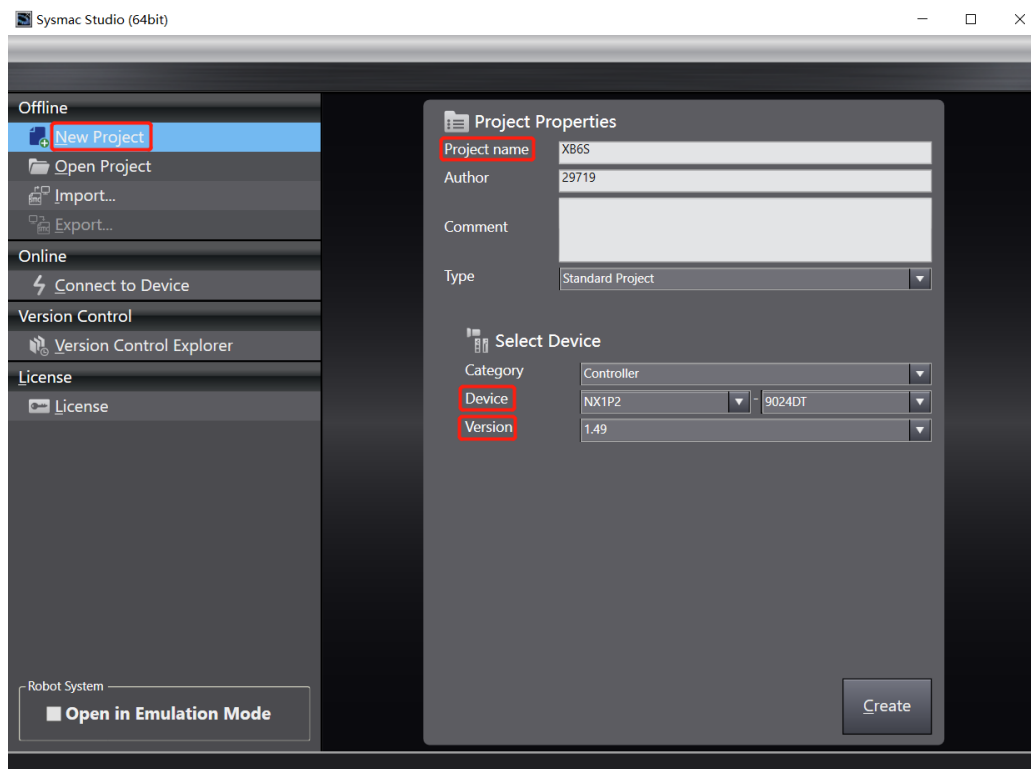 Sysmac Studio (64bit)
Offline
New Project
Open Project
Import...
Export...
Online
Connect to Device
Version Control
Version Control Explorer
License
License
Robot System
Open in Emulation Mode
Project Properties
Project name XB6S
Author 29719
Comment
Type Standard Project
Select Device
Category Controller
Device NX1P2 - 9024DT
Version 1.49
Create